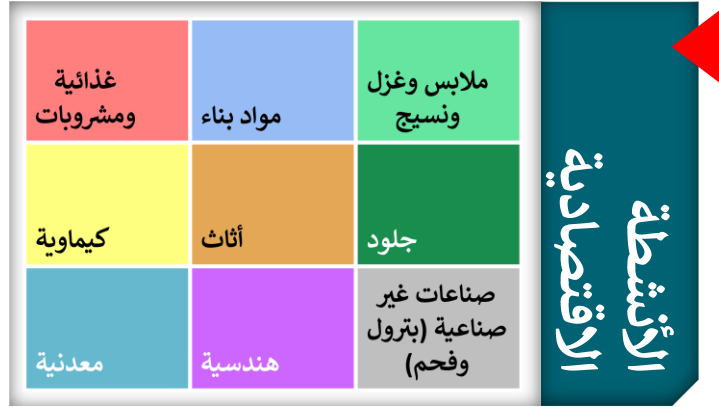 الأنشطة
الاقتصادية
ملابس وغزل
ونسيج
مواد بناء
غذائية
ومشروبات
جلود
أثاث
كيماوية
صناعات غير
صناعية (بترول
وفحم)
هندسية
معدنية